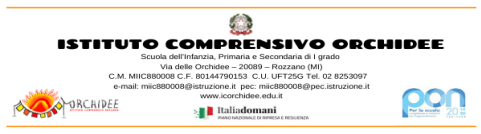 ISTITUTO COMPRENSIVO ORCHIDEE
Scuola dell'Infanzia, Primaria e Secondaria di I grado
Via delle Orchidee – 20089 – Rozzano (MI)
C.M. MIIC880008 C.F. 80144790153 C.U. UFT25G Tel. 02 8253097
e-mail: miic880008@istruzione.it pec: miic880008@pec.istruzione.it
www.icorchidee.edu.it
ORCHIDEE
Italiadomani
PIANO NAZIONALE DI RIPRESA E RESILIENZA
pon
Per la scuola